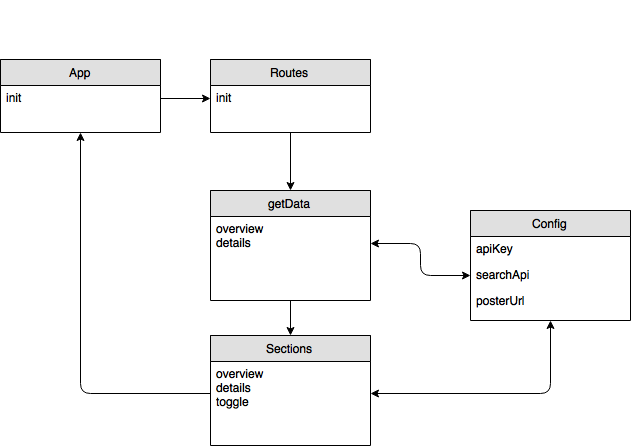 App
init
Routes
init
getData
overview
details
Config
apiKey
searchApi
posterUrl
Sections
overview
details
toggle